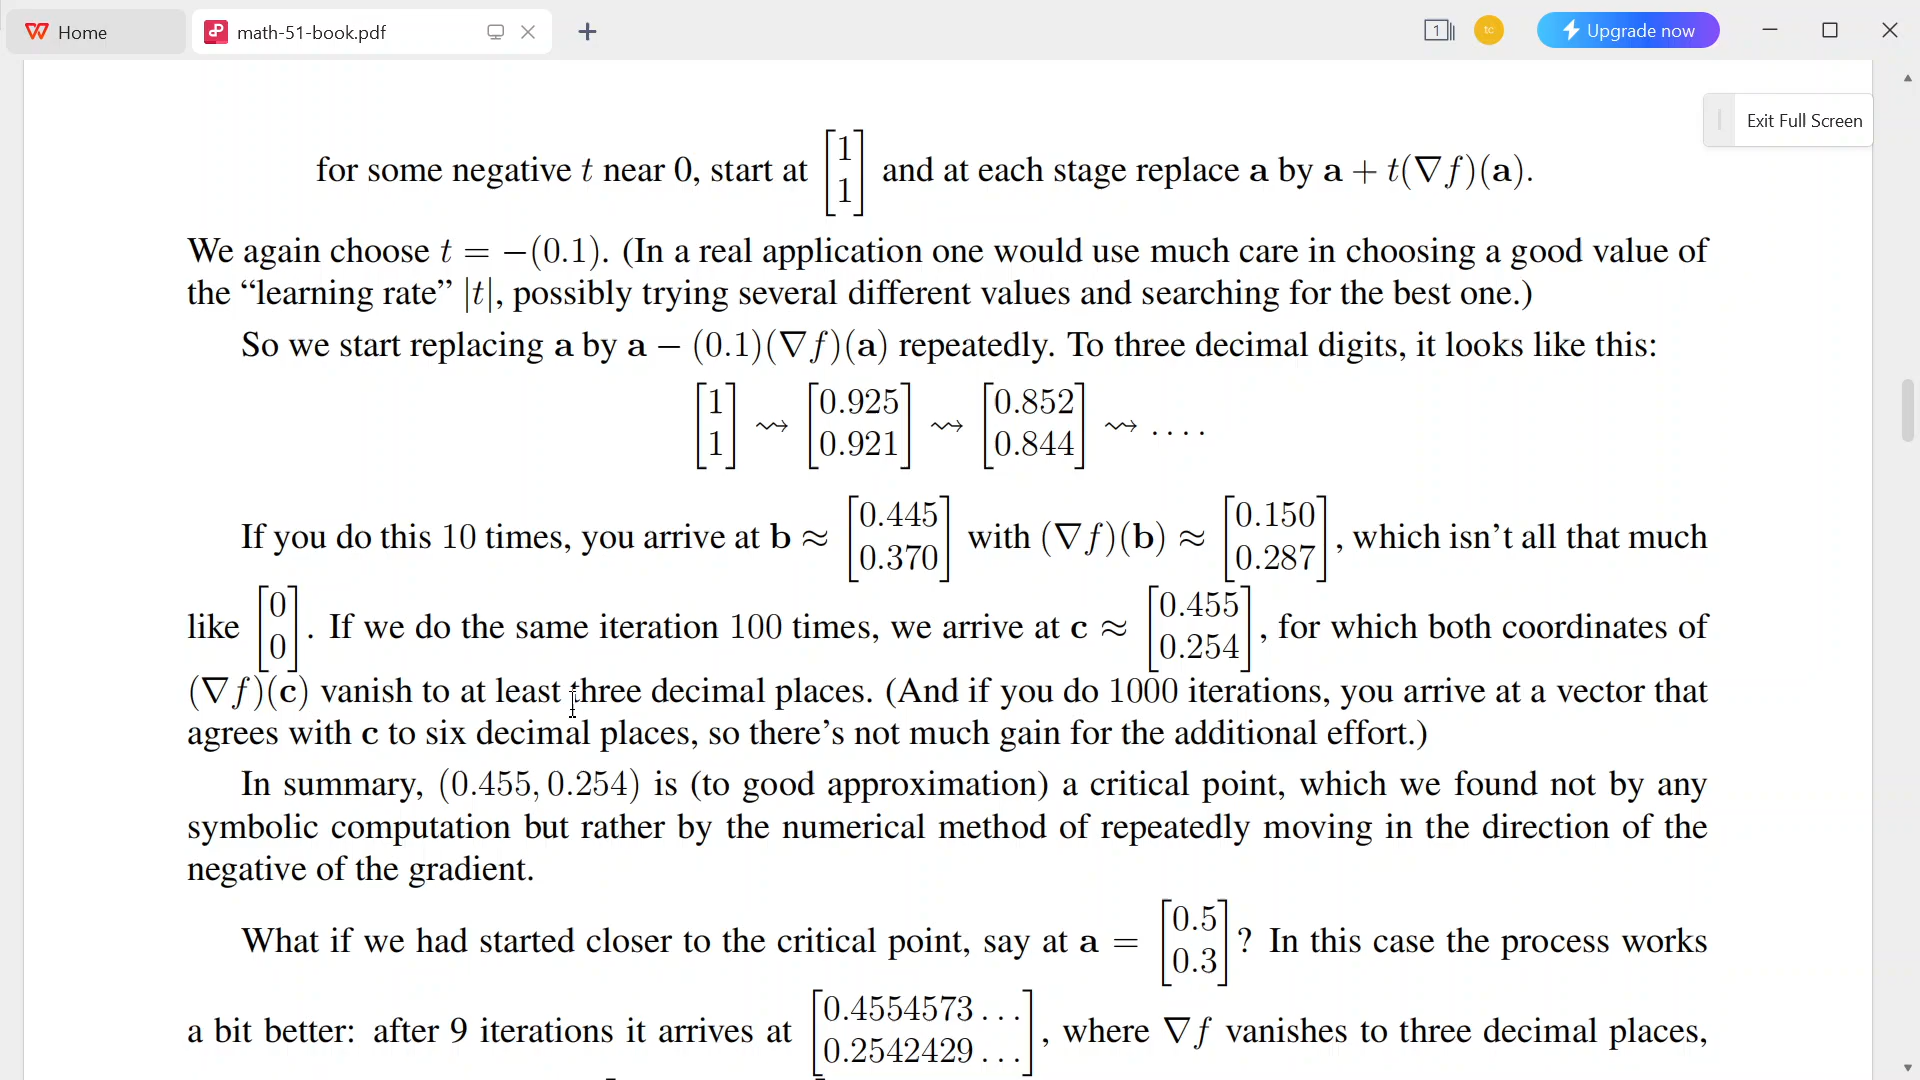 Home
math-51-book.pdf
1
tc
Upgrade now
Exit Full Screen
for some negative t near 0, start at [1 1] and at each stage replace a by a + t(∇f)(a).
We again choose t = −(0.1). (In a real application one would use much care in choosing a good value of
the “learning rate” |t|, possibly trying several different values and searching for the best one.)
So we start replacing a by a − (0.1)(∇f)(a) repeatedly. To three decimal digits, it looks like this:
[1 1] ⇝ [0.925 0.921] ⇝ [0.852 0.844] ⇝ ....
If you do this 10 times, you arrive at b ≈ [0.445 0.370] with (∇f)(b) ≈ [0.150 0.287], which isn’t all that much
like [0 0]. If we do the same iteration 100 times, we arrive at c ≈ [0.455 0.254], for which both coordinates of
(∇f)(c) vanish to at least three decimal places. (And if you do 1000 iterations, you arrive at a vector that
agrees with c to six decimal places, so there’s not much gain for the additional effort.)
In summary, (0.455, 0.254) is (to good approximation) a critical point, which we found not by any
symbolic computation but rather by the numerical method of repeatedly moving in the direction of the
negative of the gradient.
What if we had started closer to the critical point, say at a = [0.5 0.3]? In this case the process works
a bit better: after 9 iterations it arrives at [0.4554573... 0.2542429...], where ∇f vanishes to three decimal places,